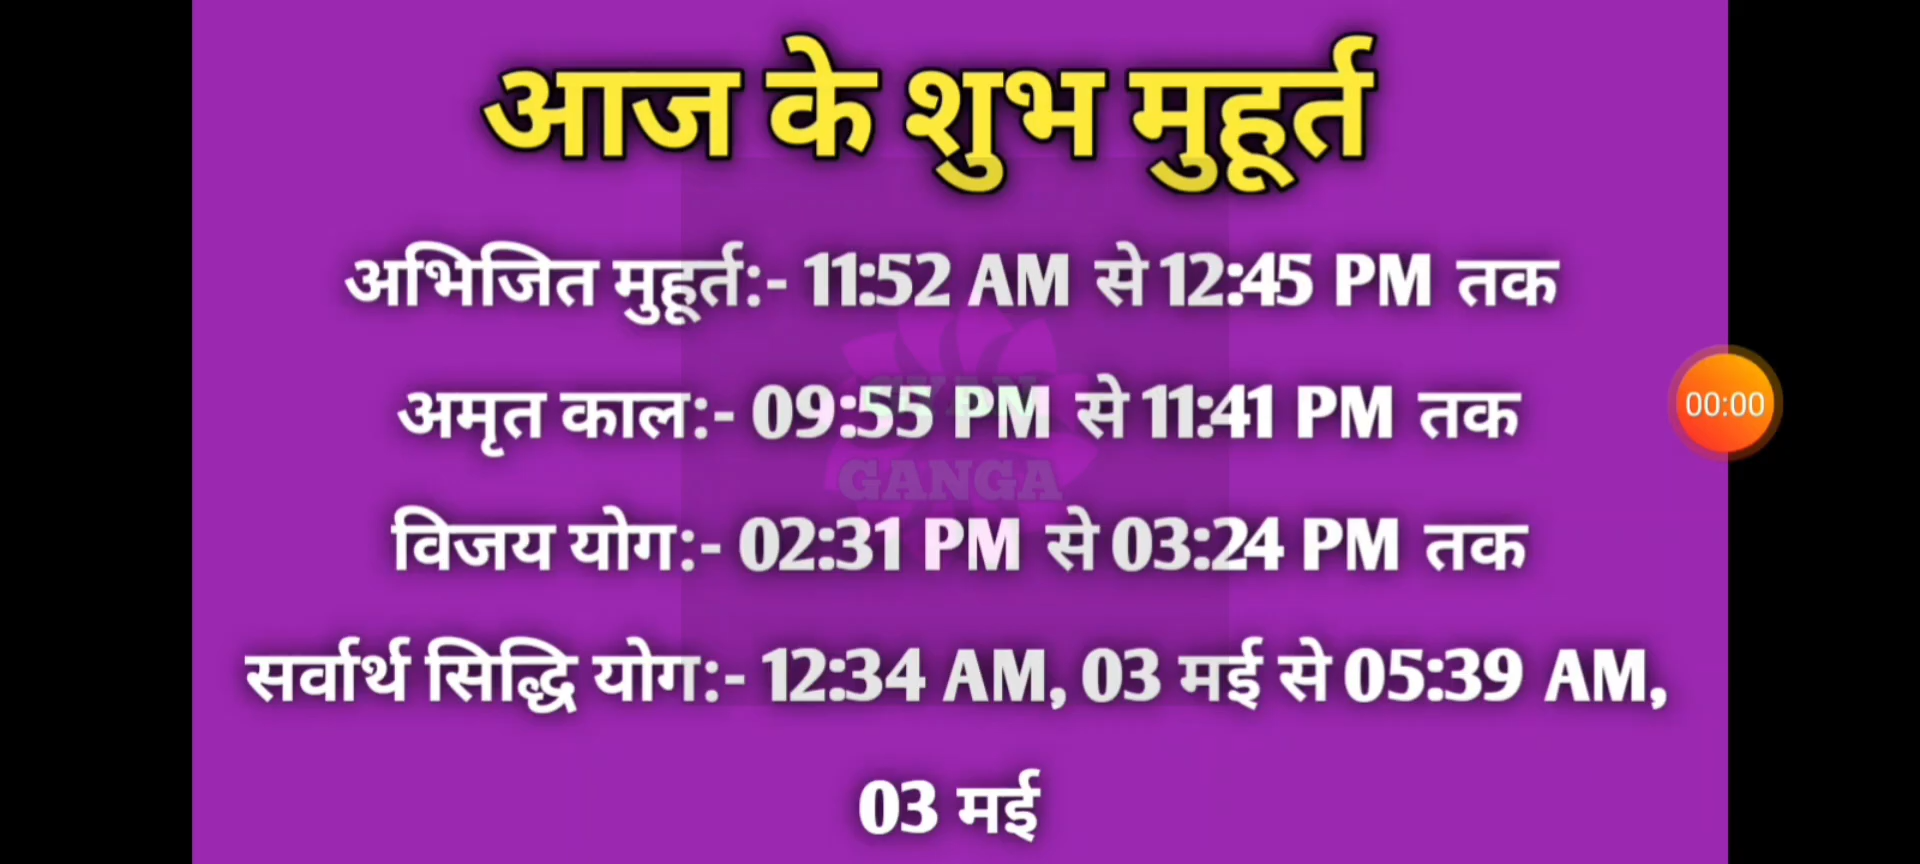 आज के शुभ मुहूर्त
अभिजित मुहूर्त:- 11:52 AM से 12:45 PM तक
अमृत काल:- 09:55 PM से 11:41 PM तक
GYAN
GANGA
00:00
विजय योग:- 02:31 PM से 03:24 PM तक
सर्वार्थ सिद्धि योग:- 12:34 AM, 03 मई से 05:39 AM,
03 मई